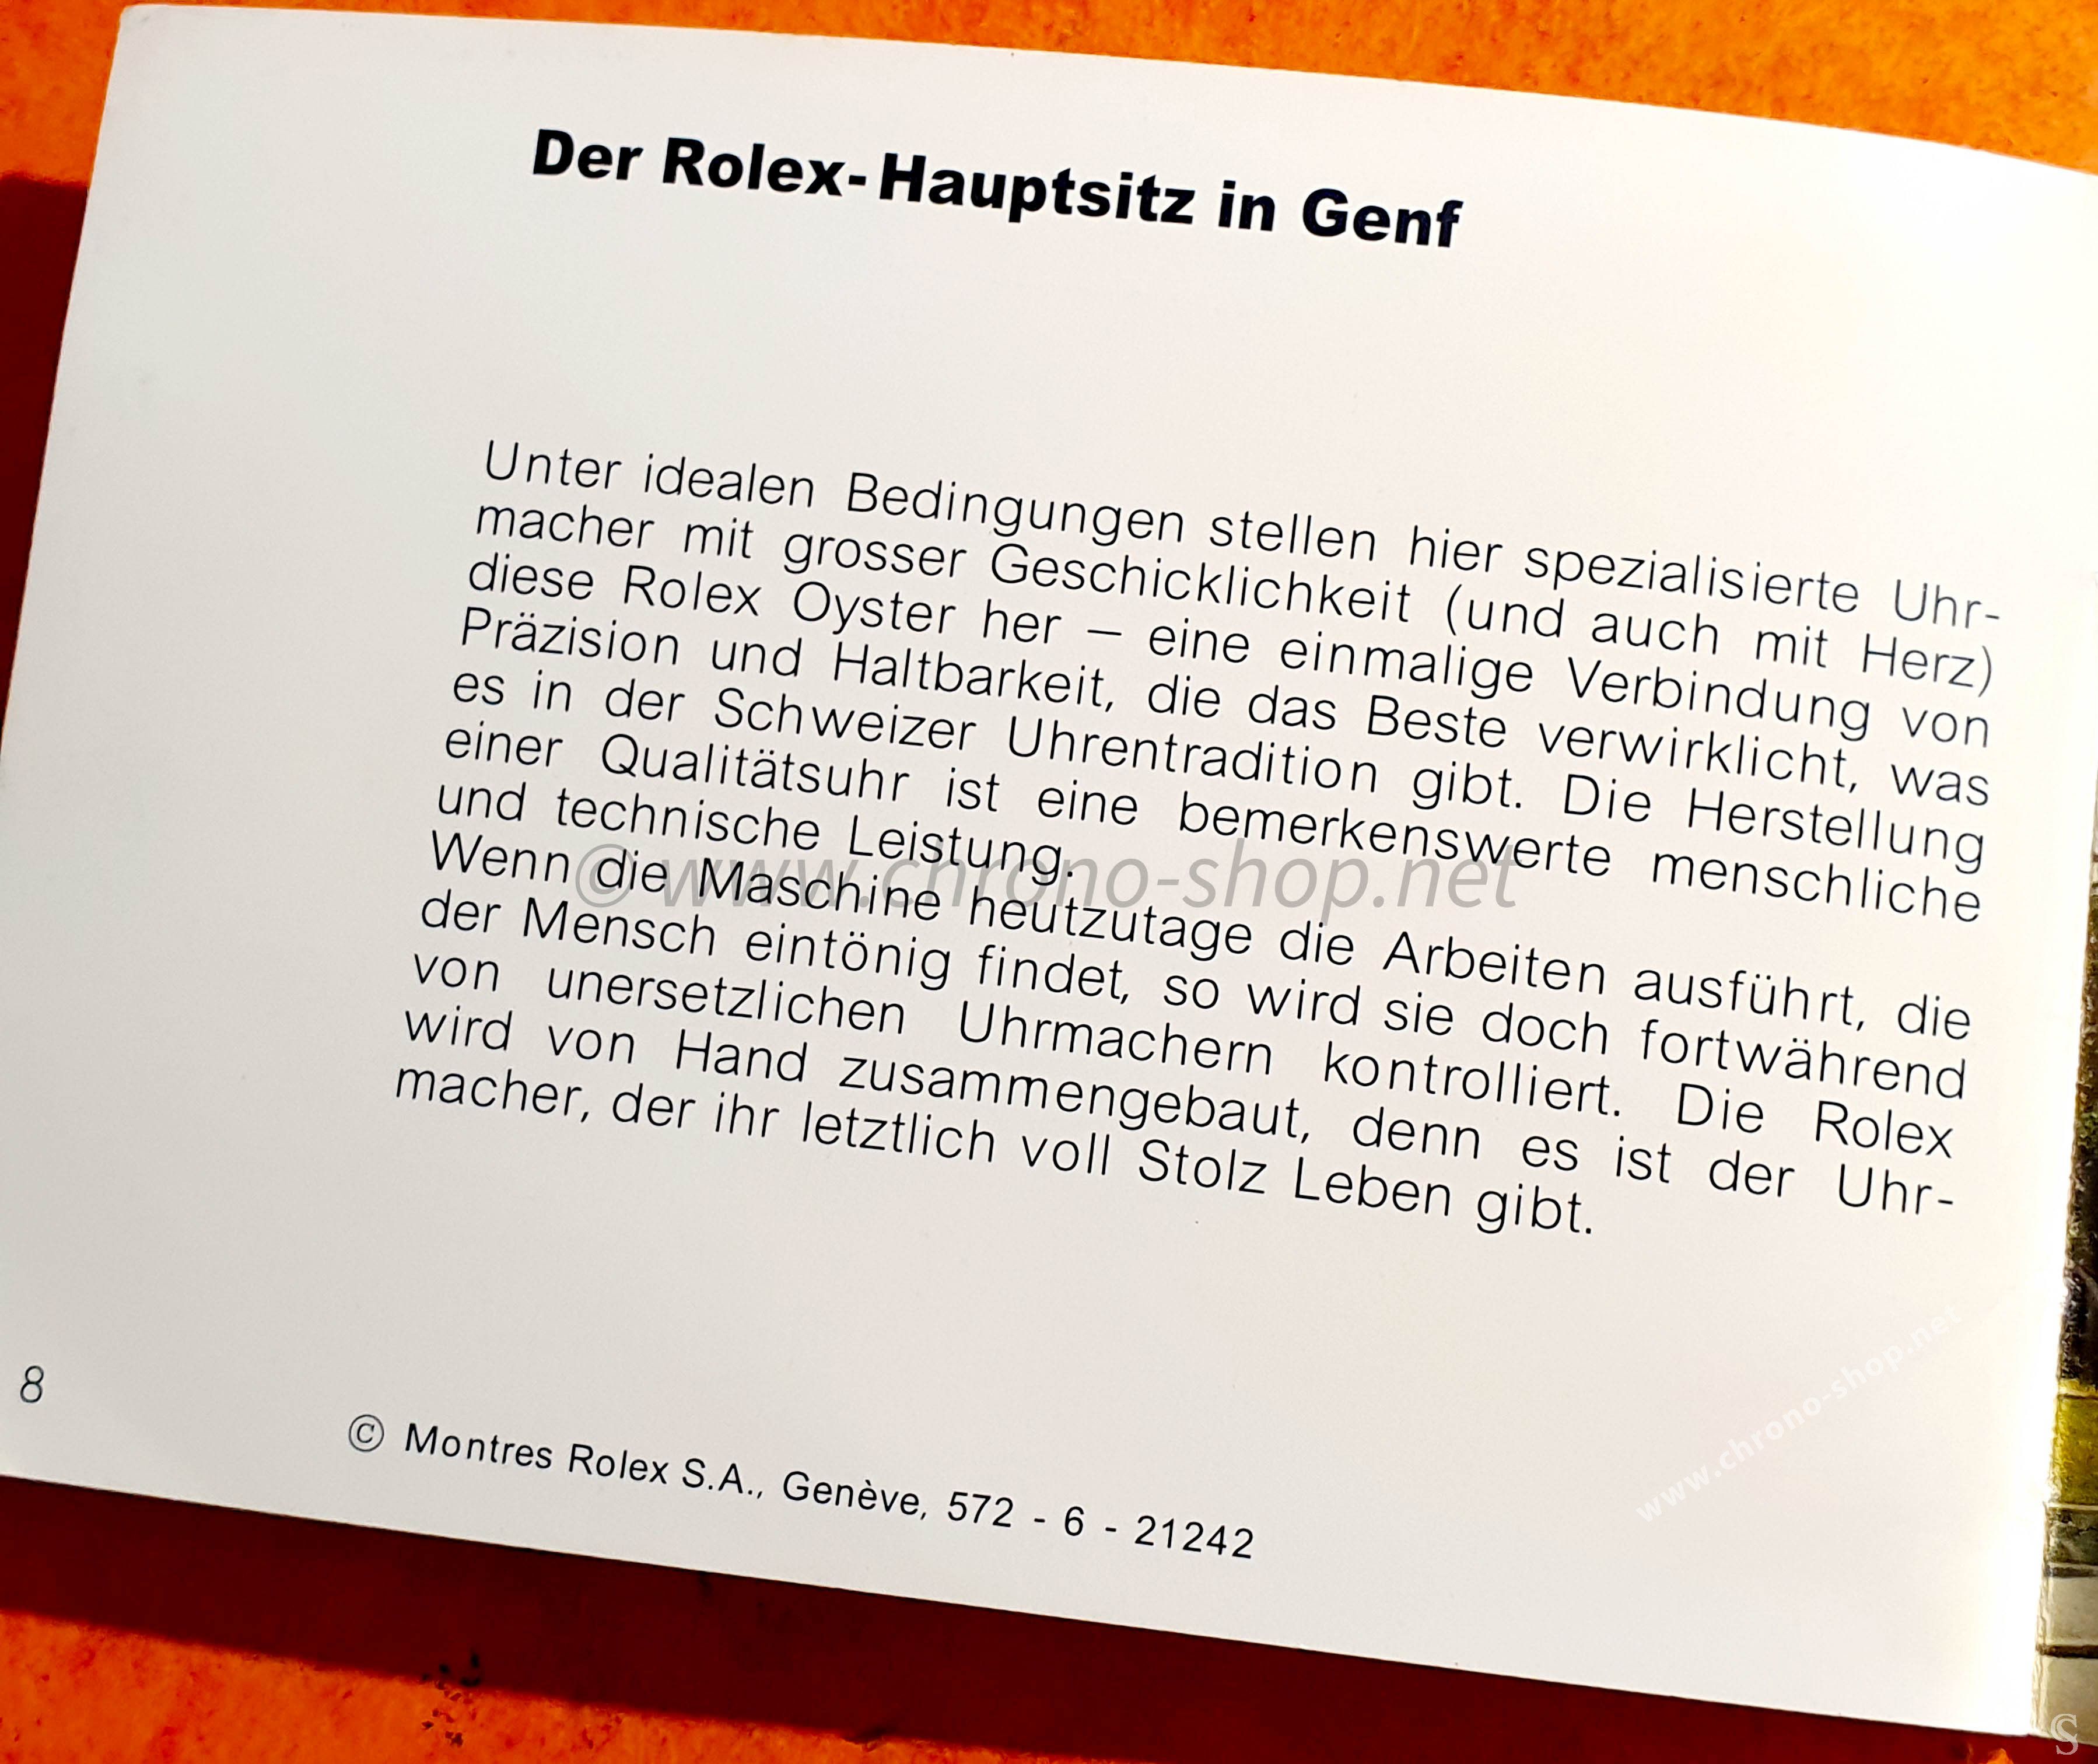 Der Rolex-Hauptsitz in Genf
Unter idealen Bedingungen stellen hier spezialisierte Uhr-
macher mit grosser Geschicklichkeit (und auch mit Herz)
diese Rolex Oyster her – eine einmalige Verbindung von
Präzision und Haltbarkeit, die das Beste verwirklicht, was
es in der Schweizer Uhrentradition gibt. Die Herstellung
einer Qualitätsuhr ist eine bemerkenswerte menschliche
und technische Leistung.
Wenn die Maschine heutzutage die Arbeiten ausführt, die
der Mensch eintönig findet, so wird sie doch fortwährend
von unersetzlichen Uhrmachern kontrolliert. Die Rolex
wird von Hand zusammengebaut, denn es ist der Uhr-
macher, der ihr letztlich voll Stolz Leben gibt.
©www.chrono-shop.net
www.chrono-shop.net
8
© Montres Rolex S.A., Genève, 572 - 6 - 21242